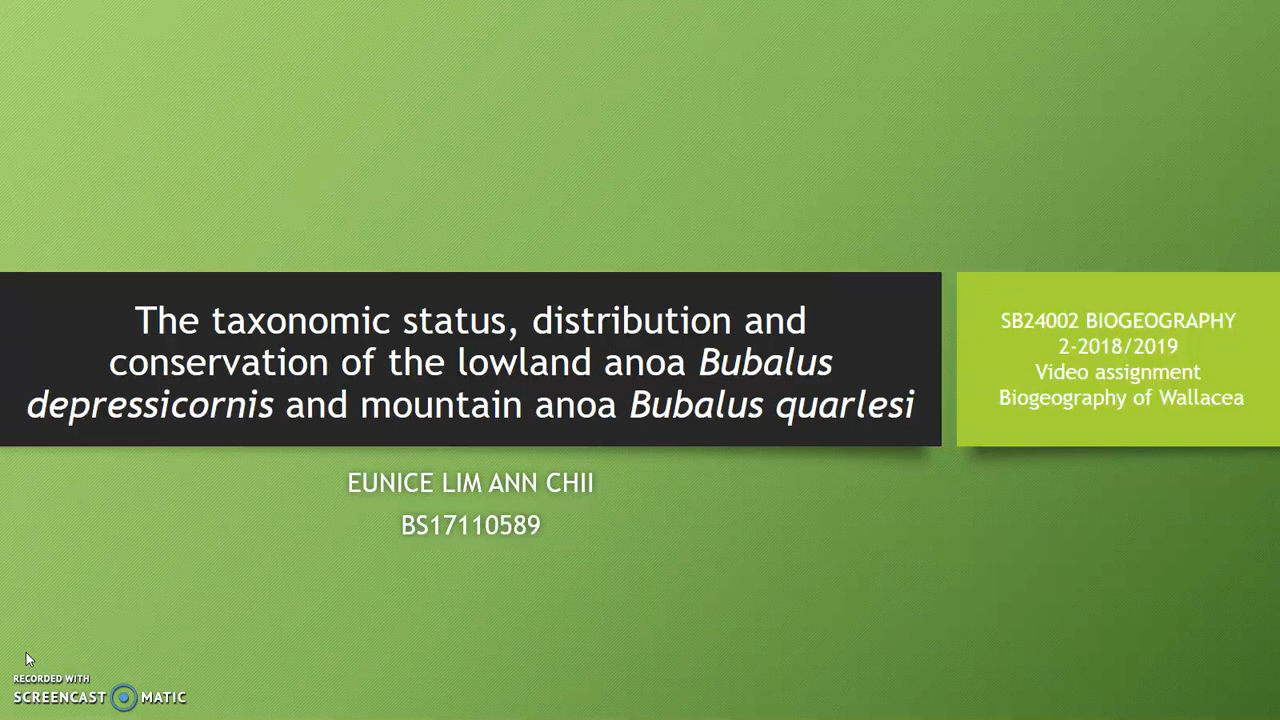 The taxonomic status, distribution and
conservation of the lowland anoa Bubalus
depressicornis and mountain anoa Bubalus quarlesi
SB24002 BIOGEOGRAPHY
2-2018/2019
Video assignment
Biogeography of Wallacea
EUNICE LIM ANN CHII
BS17110589
RECORDED WITH
SCREENCAST MATIC